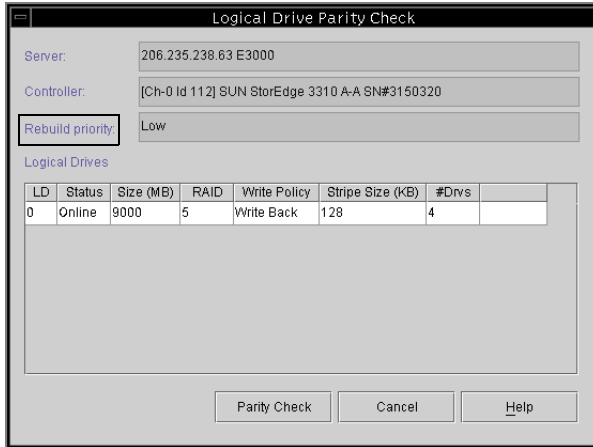 Logical Drive Parity Check
Server: 206.235.238.63 E3000
Controller: [Ch-0 Id 112] SUN StorEdge 3310 A-A SN#3150320
Rebuild priority: Low
Logical Drives
LD Status Size (MB) RAID Write Policy Stripe Size (KB) #Drvs
0 Online 9000 5 Write Back 128 4
Parity Check Cancel Help